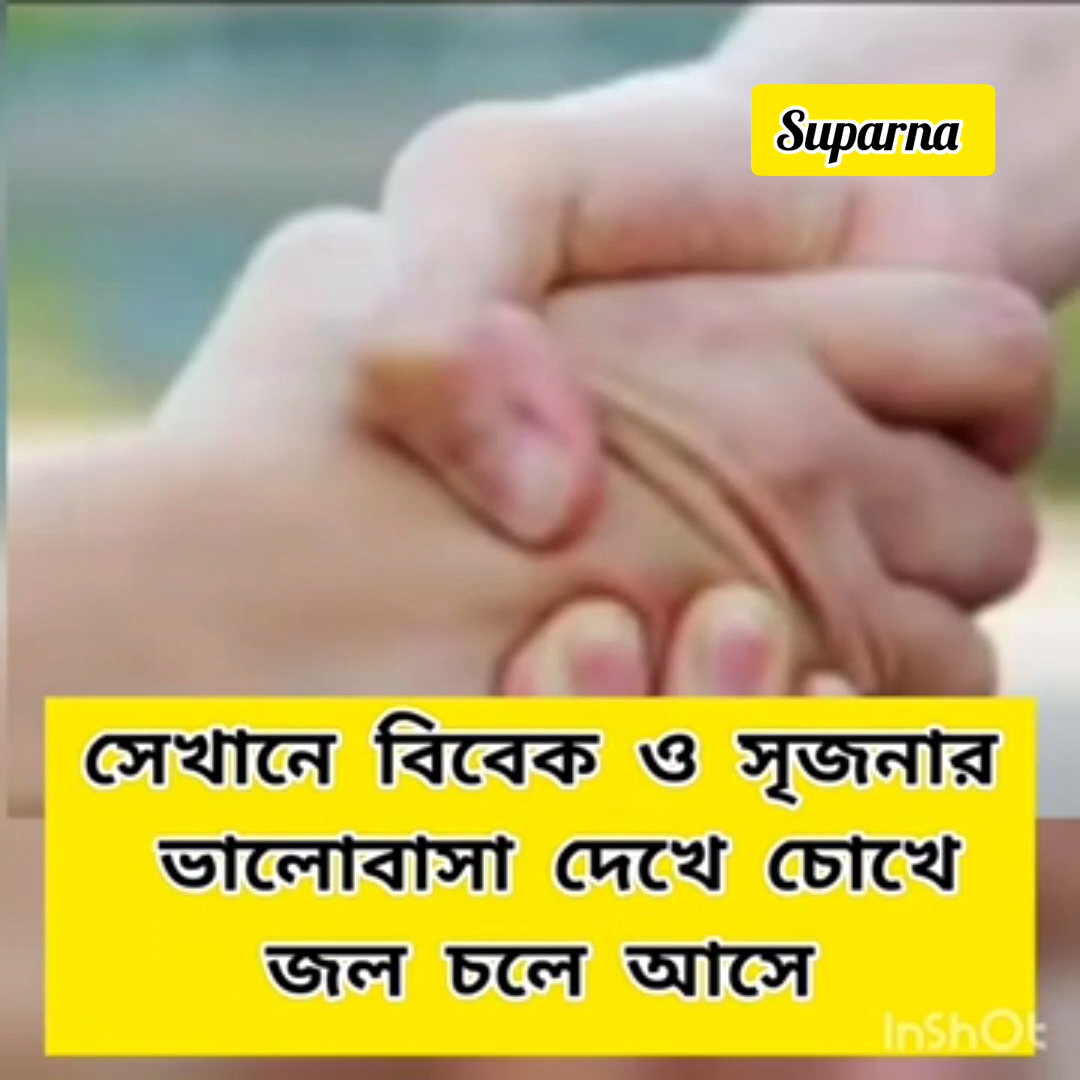 Suparna
সেখানে বিবেক ও সৃজনার
ভালোবাসা দেখে চোখে
জল চলে আসে
InShOt